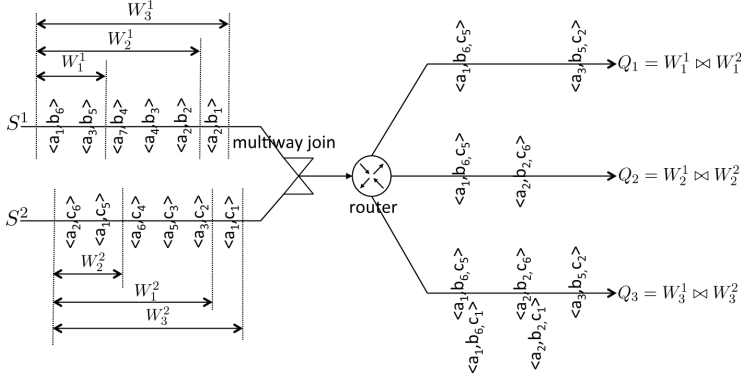 W_3^1
W_2^1
W_1^1
S^1
<a_1,b_6>
<a_3,b_5>
<a_7,b_4>
<a_4,b_3>
<a_2,b_2>
<a_2,b_1>
multiway join
router
S^2
<a_2,c_6>
<a_1,c_5>
<a_6,c_4>
<a_5,c_3>
<a_3,c_2>
<a_1,c_1>
W_2^2
W_1^2
W_3^2
<a_1,b_6,c_5>
<a_3,b_5,c_2>
Q_1 = W_1^1 ⋈ W_1^2
<a_1,b_6,c_5>
<a_2,b_2,c_6>
Q_2 = W_2^1 ⋈ W_2^2
<a_1,b_6,c_5>
<a_2,b_2,c_6>
<a_3,b_5,c_2>
Q_3 = W_3^1 ⋈ W_3^2
<a_1,b_6,c_1>
<a_2,b_2,c_1>